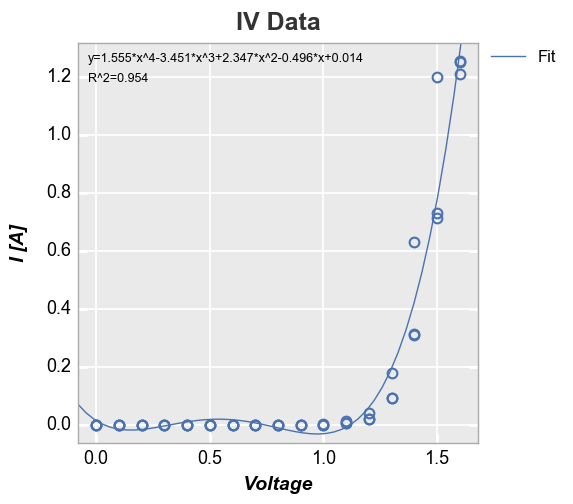 IV Data
y=1.555*x^4-3.451*x^3+2.347*x^2-0.496*x+0.014
R^2=0.954
Fit
1.2
1.0
0.8
0.6
0.4
0.2
0.0
I [A]
0.0 0.5 1.0 1.5
Voltage